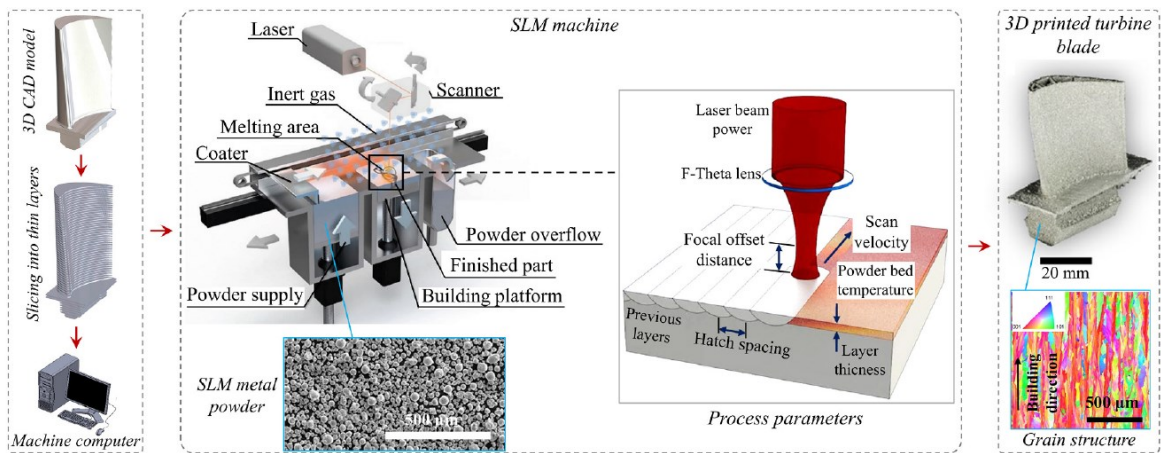 3D CAD model
Slicing into thin layers
Machine computer
SLM machine
Laser
Scanner
Inert gas
Melting area
Coater
Powder overflow
Finished part
Powder supply
Building platform
SLM metal
powder
500 µm
Laser beam
power
F-Theta lens
Scan
velocity
Focal offset
distance
Powder bed
temperature
Previous
layers
Hatch spacing
Layer
thicness
Process parameters
3D printed turbine
blade
20 mm
111
001
101
Building
direction
500 µm
Grain structure